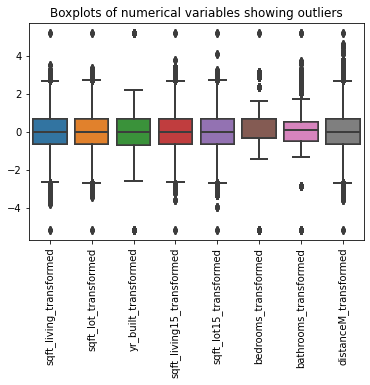 Boxplots of numerical variables showing outliers
4
2
0
−2
−4
sqft_living_transformed
sqft_lot_transformed
yr_built_transformed
sqft_living15_transformed
sqft_lot15_transformed
bedrooms_transformed
bathrooms_transformed
distanceM_transformed